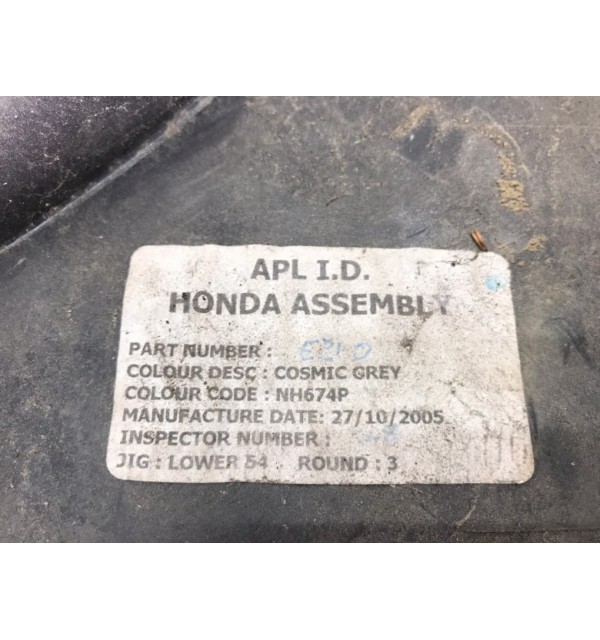 APL I.D.
HONDA ASSEMBLY
PART NUMBER :
COLOUR DESC : COSMIC GREY
COLOUR CODE : NH674P
MANUFACTURE DATE: 27/10/2005
INSPECTOR NUMBER :
JIG : LOWER 54 ROUND : 3